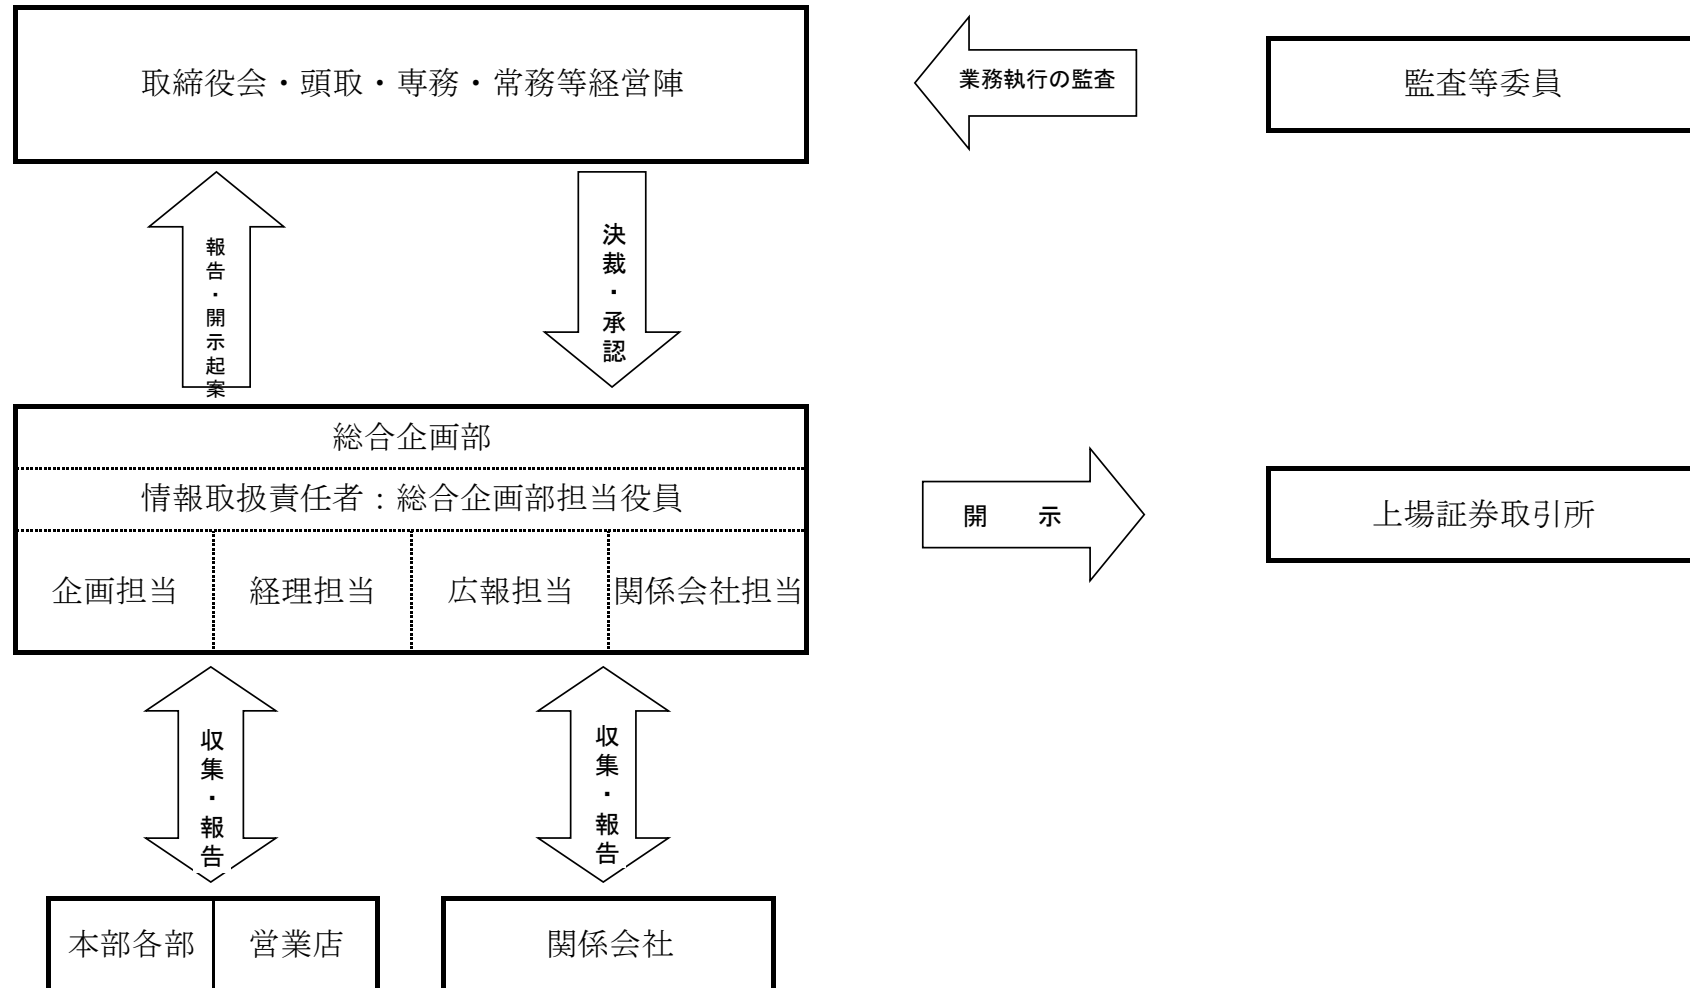 取締役会・頭取・専務・常務等経営陣
業務執行の監査
監査等委員
報告・開示起案
決裁・承認
総合企画部
情報取扱責任者：総合企画部担当役員
企画担当
経理担当
広報担当
関係会社担当
開　示
上場証券取引所
収集・報告
収集・報告
本部各部
営業店
関係会社